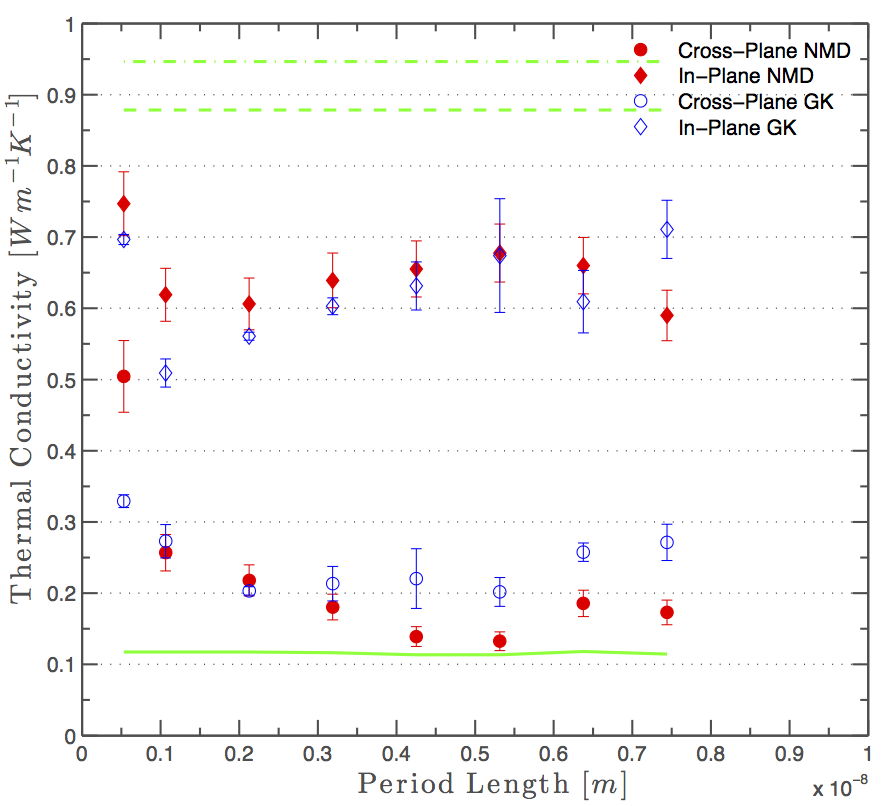 Thermal Conductivity [Wm⁻¹K⁻¹]
1
0.9
0.8
0.7
0.6
0.5
0.4
0.3
0.2
0.1
0
Cross-Plane NMD
In-Plane NMD
Cross-Plane GK
In-Plane GK
0 0.1 0.2 0.3 0.4 0.5 0.6 0.7 0.8 0.9 1
Period Length [m]
x 10⁻⁸